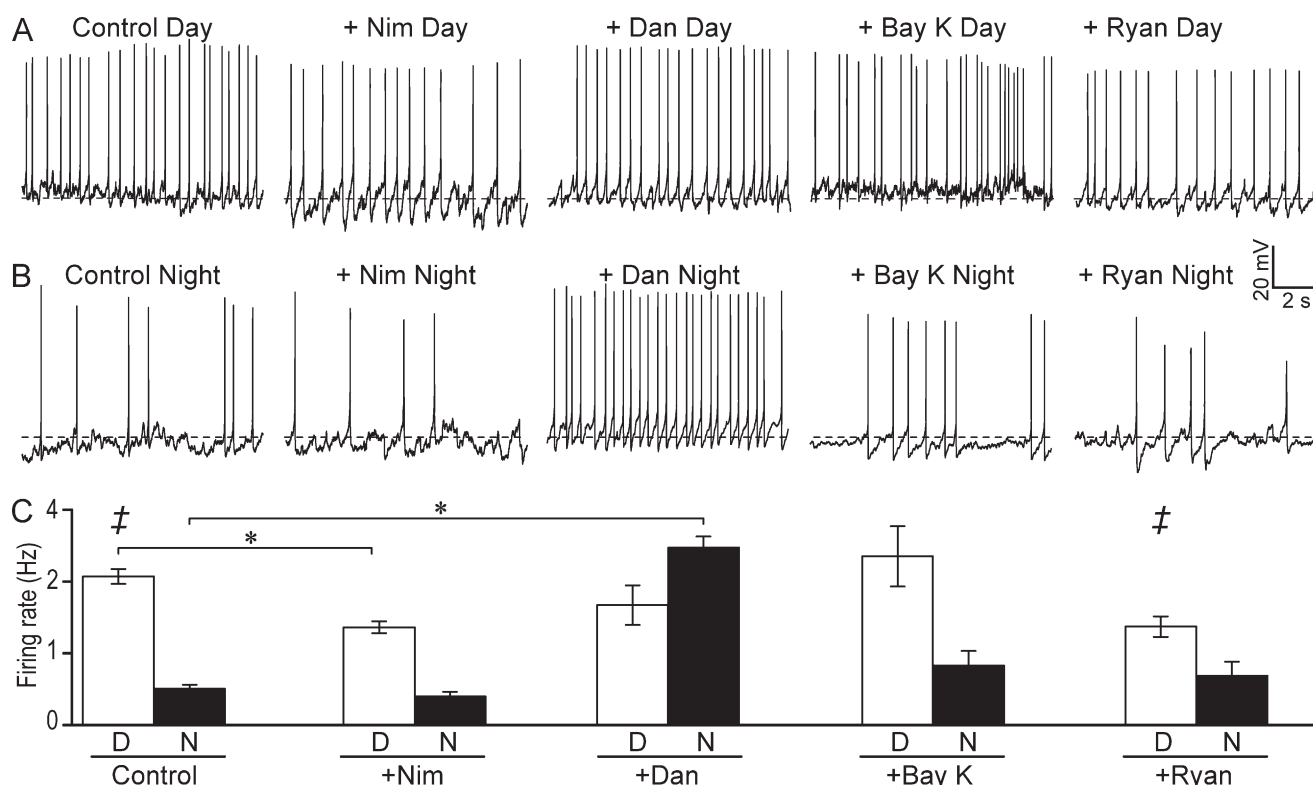 A Control Day + Nim Day + Dan Day + Bay K Day + Ryan Day
B Control Night + Nim Night + Dan Night + Bay K Night + Ryan Night
20 mV
2 s
C
Firing rate (Hz)
4
2
1
0
‡ * * ‡
D N D N D N D N D N
Control +Nim +Dan +Bay K +Ryan